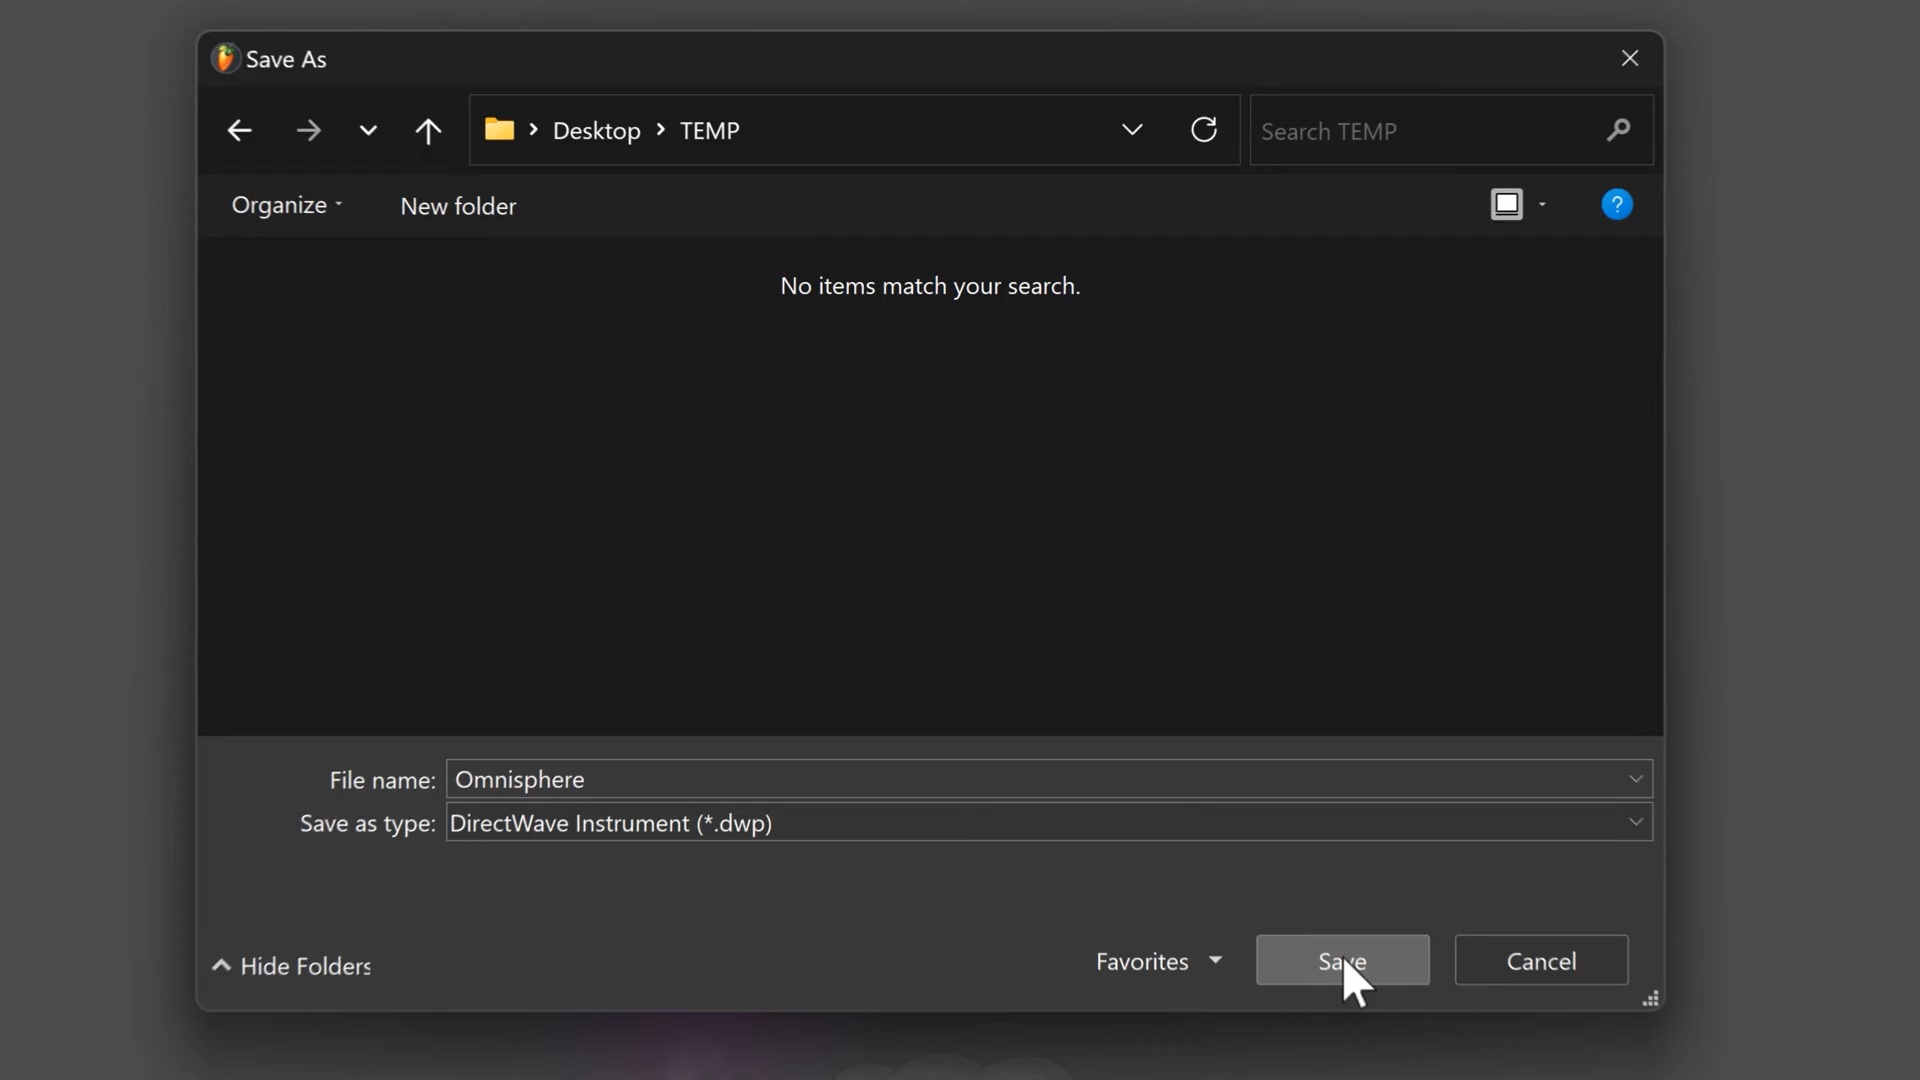 Save As
Desktop > TEMP
Search TEMP
Organize
New folder
?
No items match your search.
File name: Omnisphere
Save as type: DirectWave Instrument (*.dwp)
Hide Folders
Favorites
Save
Cancel